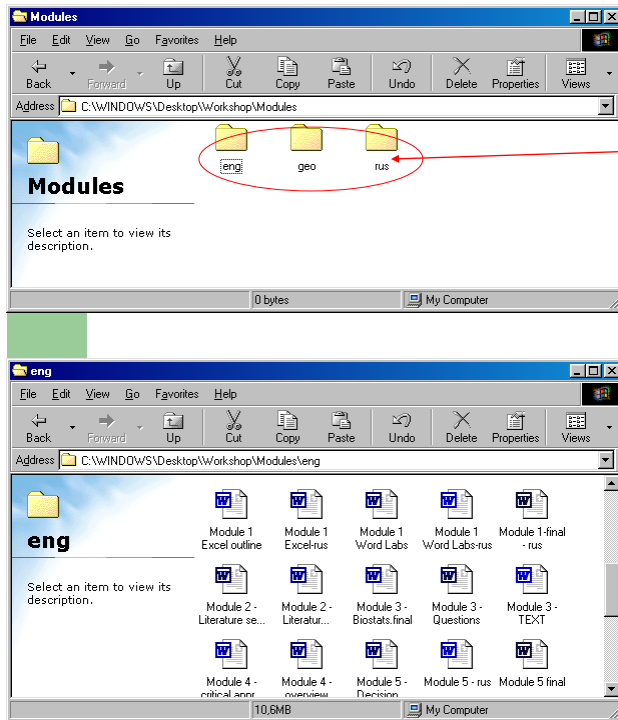 Modules
File Edit View Go Favorites Help
Back Forward Up Cut Copy Paste Undo Delete Properties Views
Address C:\WINDOWS\Desktop\Workshop\Modules
eng geo rus
Modules
Select an item to view its
description.
0 bytes My Computer
eng
File Edit View Go Favorites Help
Back Forward Up Cut Copy Paste Undo Delete Properties Views
Address C:\WINDOWS\Desktop\Workshop\Modules\eng
eng
Select an item to view its
description.
Module 1 Module 1 Module 1 Module 1 Module 1-final
Excel outline Excel-rus Word Labs Word Labs-rus - rus
Module 2 - Module 2 - Module 3 - Module 3 - Module 3 -
Literature se... Literatur... Biostats.final Questions TEXT
Module 4 - Module 4 - Module 5 - Module 5 - rus Module 5 final
critical appr overview Decision
10,6MB My Computer